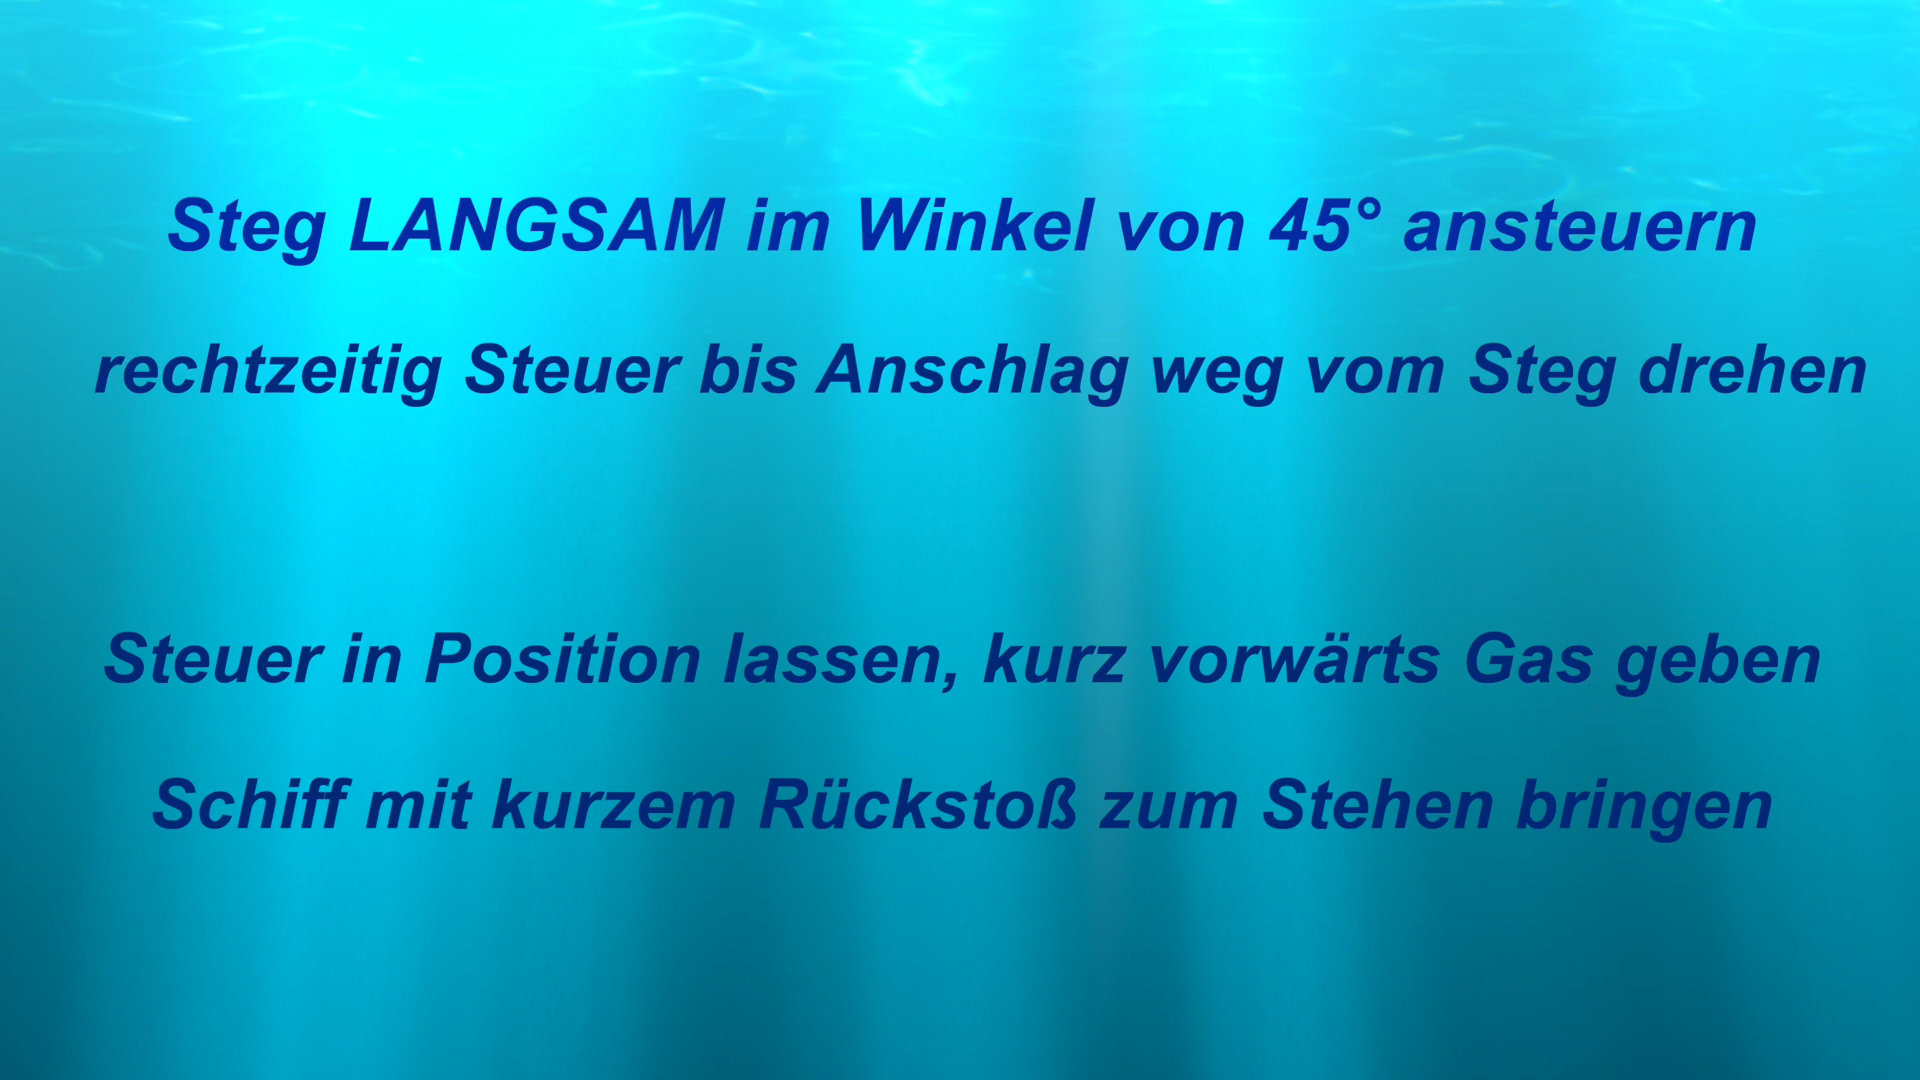 Steg LANGSAM im Winkel von 45° ansteuern
rechtzeitig Steuer bis Anschlag weg vom Steg drehen
Steuer in Position lassen, kurz vorwärts Gas geben
Schiff mit kurzem Rückstoß zum Stehen bringen